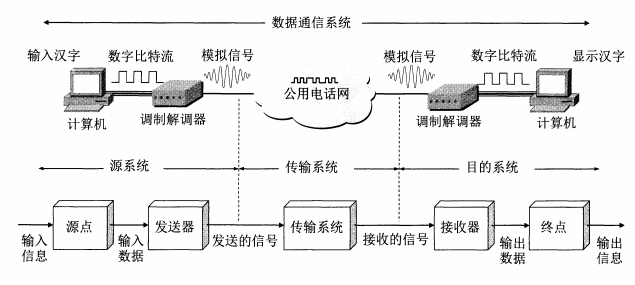 数据通信系统
输入汉字 数字比特流 模拟信号 模拟信号 数字比特流 显示汉字
公用电话网
计算机 调制解调器 调制解调器 计算机
源系统 传输系统 目的系统
源点 发送器 传输系统 接收器 终点
输入 输入 发送的信号 接收的信号 输出 输出
信息 数据 数据 信息